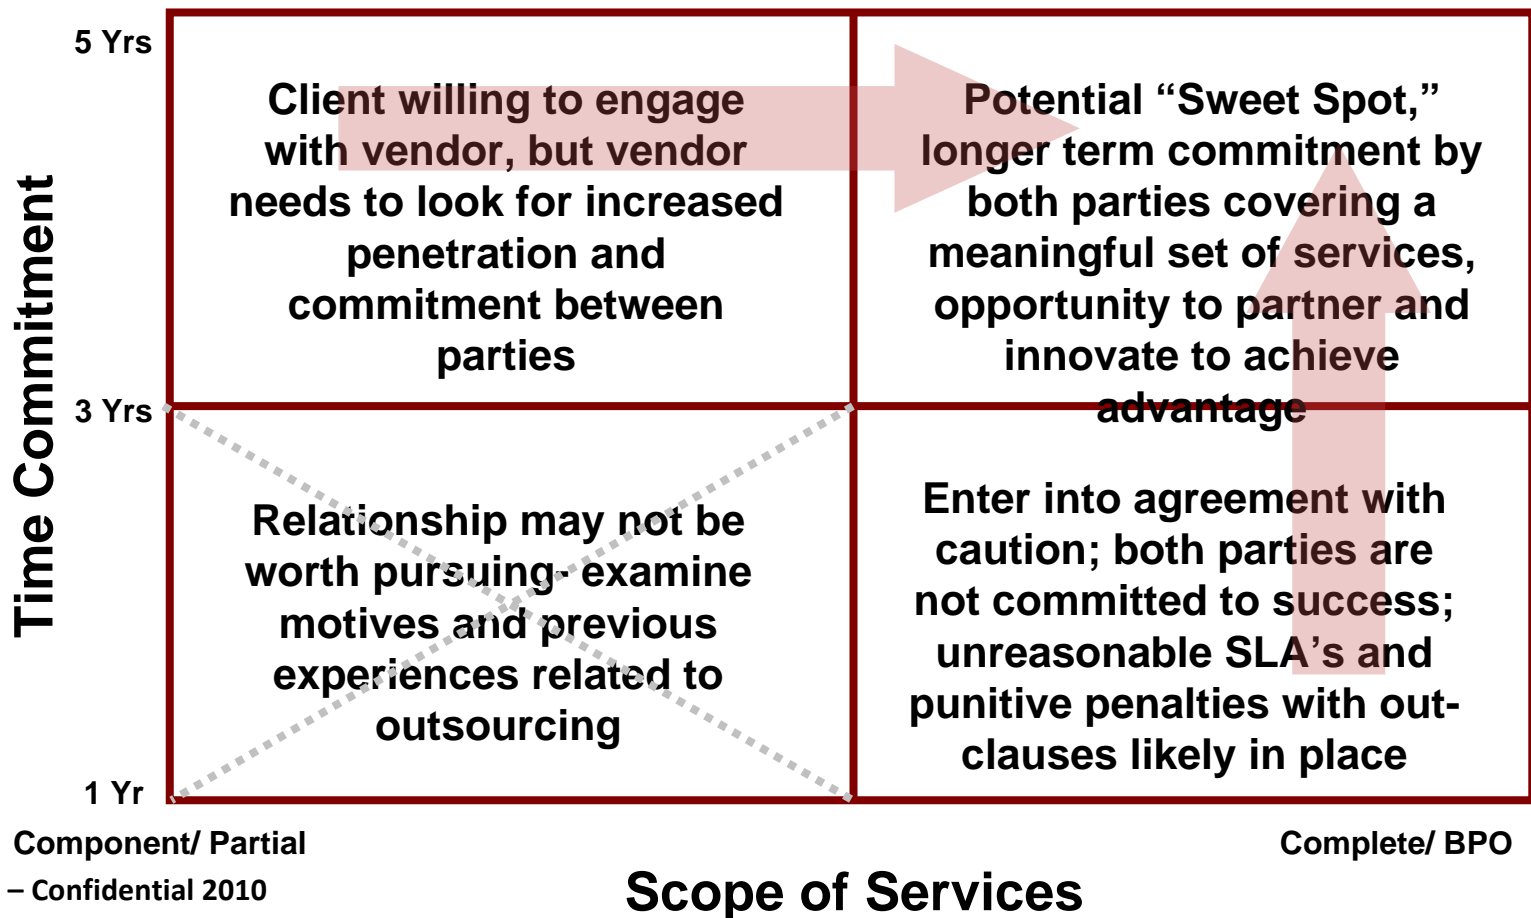 5 Yrs
Client willing to engage
with vendor, but vendor
needs to look for increased
penetration and
commitment between
parties
Potential “Sweet Spot,”
longer term commitment by
both parties covering a
meaningful set of services,
opportunity to partner and
innovate to achieve
advantage
Time Commitment
3 Yrs
Relationship may not be
worth pursuing- examine
motives and previous
experiences related to
outsourcing
Enter into agreement with
caution; both parties are
not committed to success;
unreasonable SLA’s and
punitive penalties with out-
clauses likely in place
1 Yr
Component/ Partial
Complete/ BPO
– Confidential 2010
Scope of Services